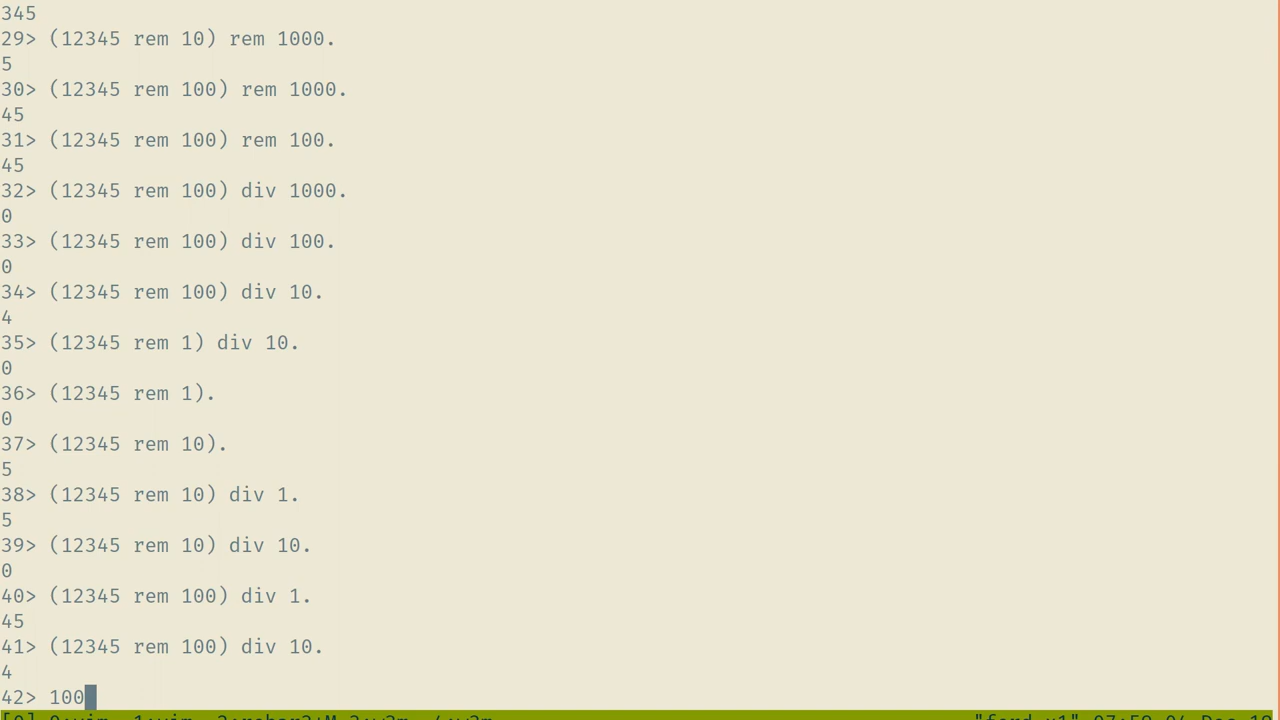 345
29> (12345 rem 10) rem 1000.
5
30> (12345 rem 100) rem 1000.
45
31> (12345 rem 100) rem 100.
45
32> (12345 rem 100) div 1000.
0
33> (12345 rem 100) div 100.
0
34> (12345 rem 100) div 10.
4
35> (12345 rem 1) div 10.
0
36> (12345 rem 1).
0
37> (12345 rem 10).
5
38> (12345 rem 10) div 1.
5
39> (12345 rem 10) div 10.
0
40> (12345 rem 100) div 1.
45
41> (12345 rem 100) div 10.
4
42> 100